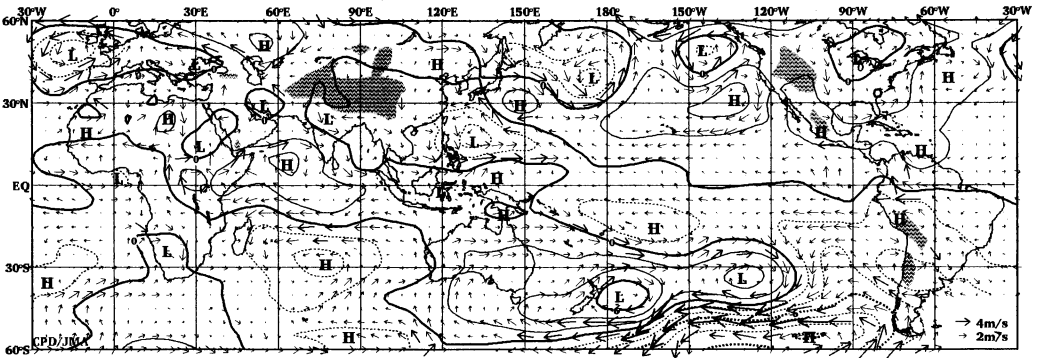 30°W 0° 30°E 60°E 90°E 120°E 150°E 180° 150°W 120°W 90°W 60°W 30°W
60°N
L H H L L H
L
30°N L L H H
H H L H
L L H
H H H
EQ L
H H
L H
30°S H L
H L
H H
CPD/JMA 4m/s
60°S 2m/s